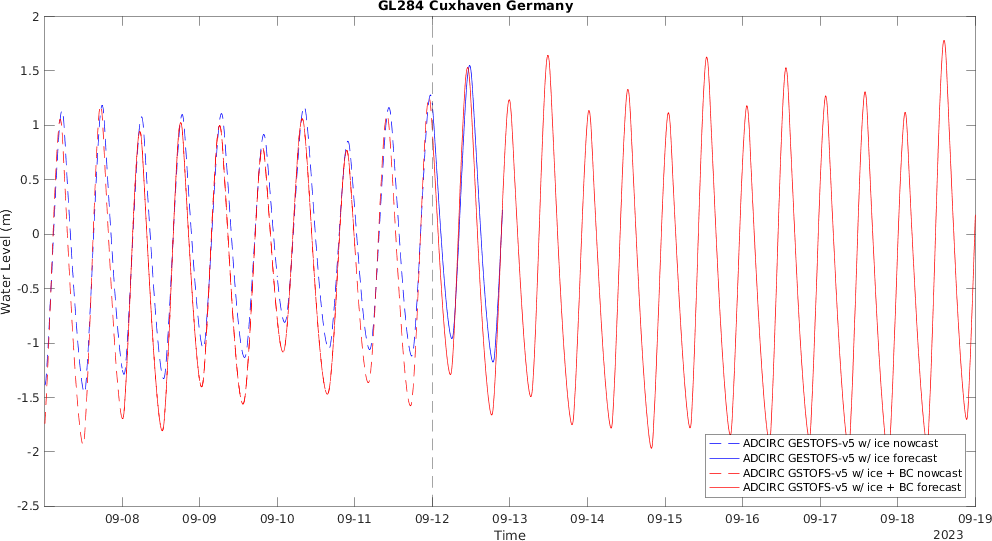 GL284 Cuxhaven Germany
2
1.5
1
0.5
0
-0.5
-1
-1.5
-2
-2.5
Water Level (m)
09-08 09-09 09-10 09-11 09-12 09-13 09-14 09-15 09-16 09-17 09-18 09-19
Time
2023
ADCIRC GESTOFS-v5 w/ ice nowcast
ADCIRC GESTOFS-v5 w/ ice forecast
ADCIRC GSTOFS-v5 w/ ice + BC nowcast
ADCIRC GSTOFS-v5 w/ ice + BC forecast